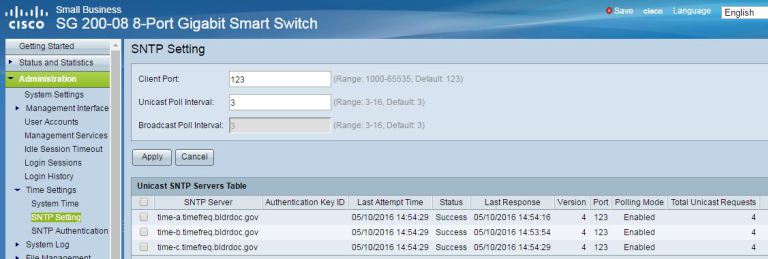 Small Business
CISCO SG 200-08 8-Port Gigabit Smart Switch
Save cisco Language English
Getting Started
Status and Statistics
Administration
System Settings
Management Interface
User Accounts
Management Services
Idle Session Timeout
Login Sessions
Login History
Time Settings
System Time
SNTP Setting
SNTP Authentication
System Log
File Management
SNTP Setting
Client Port: 123 (Range: 1000-65535, Default: 123)
Unicast Poll Interval: 3 (Range: 3-16, Default: 3)
Broadcast Poll Interval: 3 (Range: 3-16, Default: 3)
Apply Cancel
Unicast SNTP Servers Table
SNTP Server Authentication Key ID Last Attempt Time Status Last Response Version Port Polling Mode Total Unicast Requests
time-a.timefreq.bldrdoc.gov 05/10/2016 14:54:29 Success 05/10/2016 14:54:16 4 123 Enabled 4
time-b.timefreq.bldrdoc.gov 05/10/2016 14:54:29 Success 05/10/2016 14:53:54 4 123 Enabled 4
time-c.timefreq.bldrdoc.gov 05/10/2016 14:54:29 Success 05/10/2016 14:54:29 4 123 Enabled 4